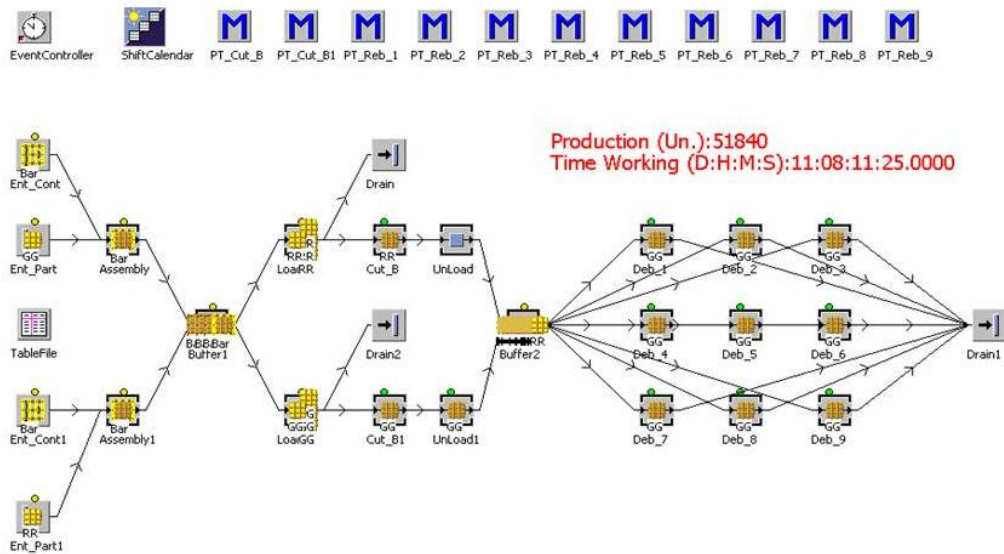 EventController ShiftCalendar PT_Cut_B PT_Cut_B1 PT_Reb_1 PT_Reb_2 PT_Reb_3 PT_Reb_4 PT_Reb_5 PT_Reb_6 PT_Reb_7 PT_Reb_8 PT_Reb_9
Production (Un.):51840
Time Working (D:H:M:S):11:08:11:25.0000
Bar
Ent_Cont
Drain
GG
Ent_Part
Bar
Assembly
RR
Cut_B
UnLoad
GG
Deb_1
GG
Deb_2
GG
Deb_3
TableFile
Buffer1
Drain2
Buffer2
GG
Deb_4
GG
Deb_5
GG
Deb_6
Drain1
Bar
Ent_Cont1
Bar
Assembly1
GG
Cut_B1
GG
UnLoad1
GG
Deb_7
GG
Deb_8
GG
Deb_9
RR
Ent_Part1